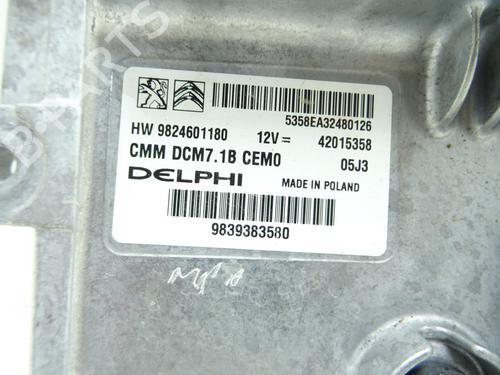 5358EA32480126
HW 9824601180 12V = 42015358
CMM DCM7.1B CEM0 05J3
DELPHI MADE IN POLAND
9839383580